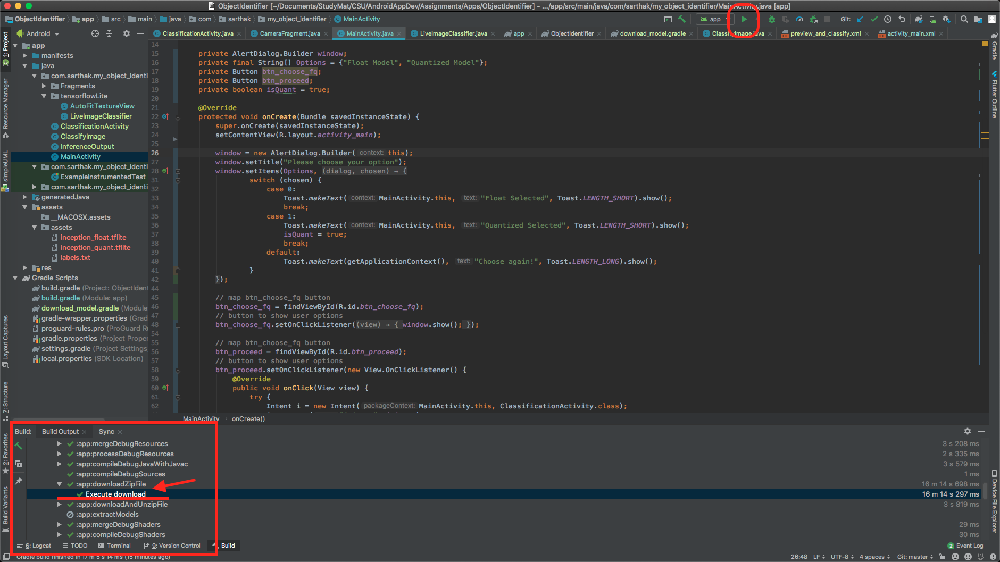 ObjectIdentifier [~/Documents/StudyMat/CSU/AndroidAppDev/Assignments/Apps/ObjectIdentifier] – .../app/src/main/java/com/sarthak/my_object_identifier/MainActivity.java [app]
ObjectIdentifier app src main java com sarthak my_object_identifier MainActivity app Git:
Android ClassificationActivity.java CameraFragment.java MainActivity.java LiveImageClassifier.java app ObjectIdentifier download_model.gradle ClassifyImage.java preview_and_classify.xml activity_main.xml
1: Project
Resource Manager
simpleUML
Layout Captures
Z: Structure
2: Favorites
Build Variants
app
manifests
java
com.sarthak.my_object_identi
Fragments
tensorflowLite
AutoFitTextureView
LiveImageClassifier
ClassificationActivity
ClassifyImage
InferenceOutput
MainActivity
com.sarthak.my_object_identi
ExampleInstrumentedTest
com.sarthak.my_object_identi
generatedJava
assets
__MACOSX.assets
assets
inception_float.tflite
inception_quant.tflite
labels.txt
res
Gradle Scripts
build.gradle (Project: ObjectIdent
build.gradle (Module: app)
download_model.gradle (Module
gradle-wrapper.properties (Grad
proguard-rules.pro (ProGuard Ru
gradle.properties (Project Proper
settings.gradle (Project Settings
local.properties (SDK Location)
14
15 private AlertDialog.Builder window;
16 private final String[] Options = {"Float Model", "Quantized Model"};
17 private Button btn_choose_fq;
18 private Button btn_proceed;
19 private boolean isQuant = true;
20
21 @Override
22 protected void onCreate(Bundle savedInstanceState) {
23 super.onCreate(savedInstanceState);
24 setContentView(R.layout.activity_main);
25
26 window = new AlertDialog.Builder( context: this);
27 window.setTitle("Please choose your option");
28 window.setItems(Options, (dialog, chosen) → {
31 switch (chosen) {
32 case 0:
33 Toast.makeText( context: MainActivity.this, text: "Float Selected", Toast.LENGTH_SHORT).show();
34 break;
35 case 1:
36 Toast.makeText( context: MainActivity.this, text: "Quantized Selected", Toast.LENGTH_SHORT).show();
37 isQuant = true;
38 break;
39 default:
40 Toast.makeText(getApplicationContext(), text: "Choose again!", Toast.LENGTH_LONG).show();
41 }
42 });
44
45 // map btn_choose_fq button
46 btn_choose_fq = findViewById(R.id.btn_choose_fq);
47 // button to show user options
48 btn_choose_fq.setOnClickListener((view) → { window.show(); });
54
55 // map btn_choose_fq button
56 btn_proceed = findViewById(R.id.btn_proceed);
57 // button to show user options
58 btn_proceed.setOnClickListener(new View.OnClickListener() {
59 @Override
60 public void onClick(View view) {
61 try {
62 Intent i = new Intent( packageContext: MainActivity.this, ClassificationActivity.class);
MainActivity › onCreate()
Gradle
Flutter Outline
Device File Explorer
Build: Build Output Sync
:app:mergeDebugResources 3 s 208 ms
:app:processDebugResources 2 s 335 ms
:app:compileDebugJavaWithJavac 3 s 579 ms
:app:compileDebugSources 1 ms
:app:downloadZipFile 16 m 14 s 698 ms
Execute download 16 m 14 s 297 ms
:app:downloadAndUnzipFile 3 s 819 ms
:app:extractModels
:app:mergeDebugShaders 29 ms
:app:compileDebugShaders 30 ms
6: Logcat TODO Terminal 9: Version Control Build 2 Event Log
Gradle build finished in 17 m 5 s 14 ms (15 minutes ago) 26:48 LF UTF-8 4 spaces Git: master